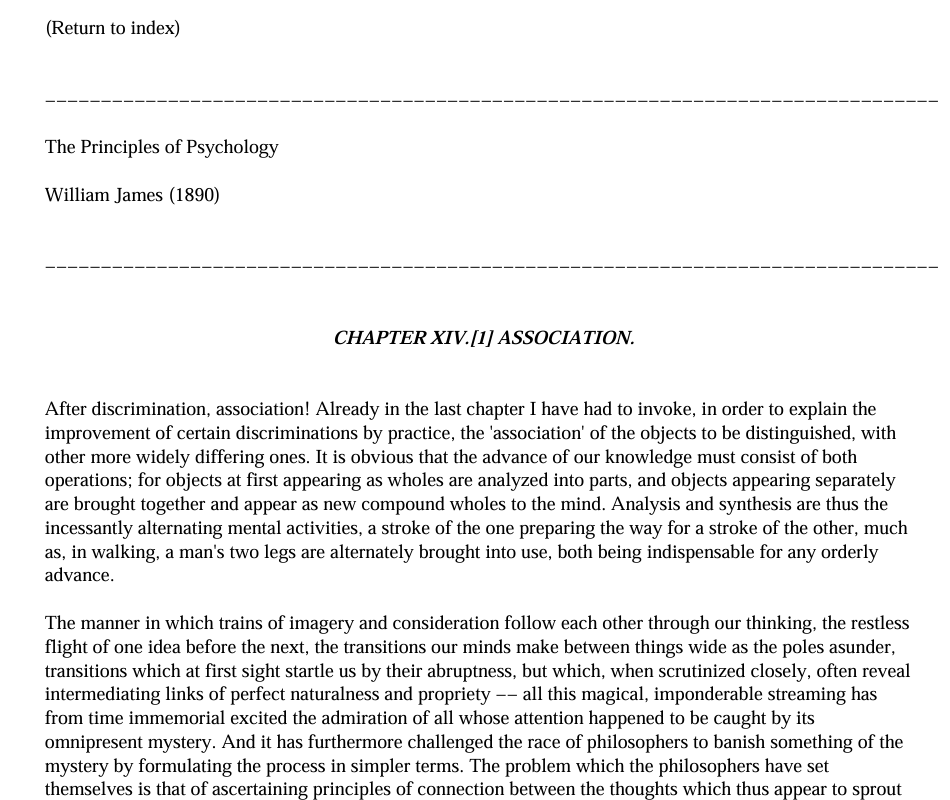 (Return to index)
________________________________________________________________________________
The Principles of Psychology
William James (1890)
________________________________________________________________________________
CHAPTER XIV.[1] ASSOCIATION.
After discrimination, association! Already in the last chapter I have had to invoke, in order to explain the
improvement of certain discriminations by practice, the 'association' of the objects to be distinguished, with
other more widely differing ones. It is obvious that the advance of our knowledge must consist of both
operations; for objects at first appearing as wholes are analyzed into parts, and objects appearing separately
are brought together and appear as new compound wholes to the mind. Analysis and synthesis are thus the
incessantly alternating mental activities, a stroke of the one preparing the way for a stroke of the other, much
as, in walking, a man's two legs are alternately brought into use, both being indispensable for any orderly
advance.
The manner in which trains of imagery and consideration follow each other through our thinking, the restless
flight of one idea before the next, the transitions our minds make between things wide as the poles asunder,
transitions which at first sight startle us by their abruptness, but which, when scrutinized closely, often reveal
intermediating links of perfect naturalness and propriety −− all this magical, imponderable streaming has
from time immemorial excited the admiration of all whose attention happened to be caught by its
omnipresent mystery. And it has furthermore challenged the race of philosophers to banish something of the
mystery by formulating the process in simpler terms. The problem which the philosophers have set
themselves is that of ascertaining principles of connection between the thoughts which thus appear to sprout